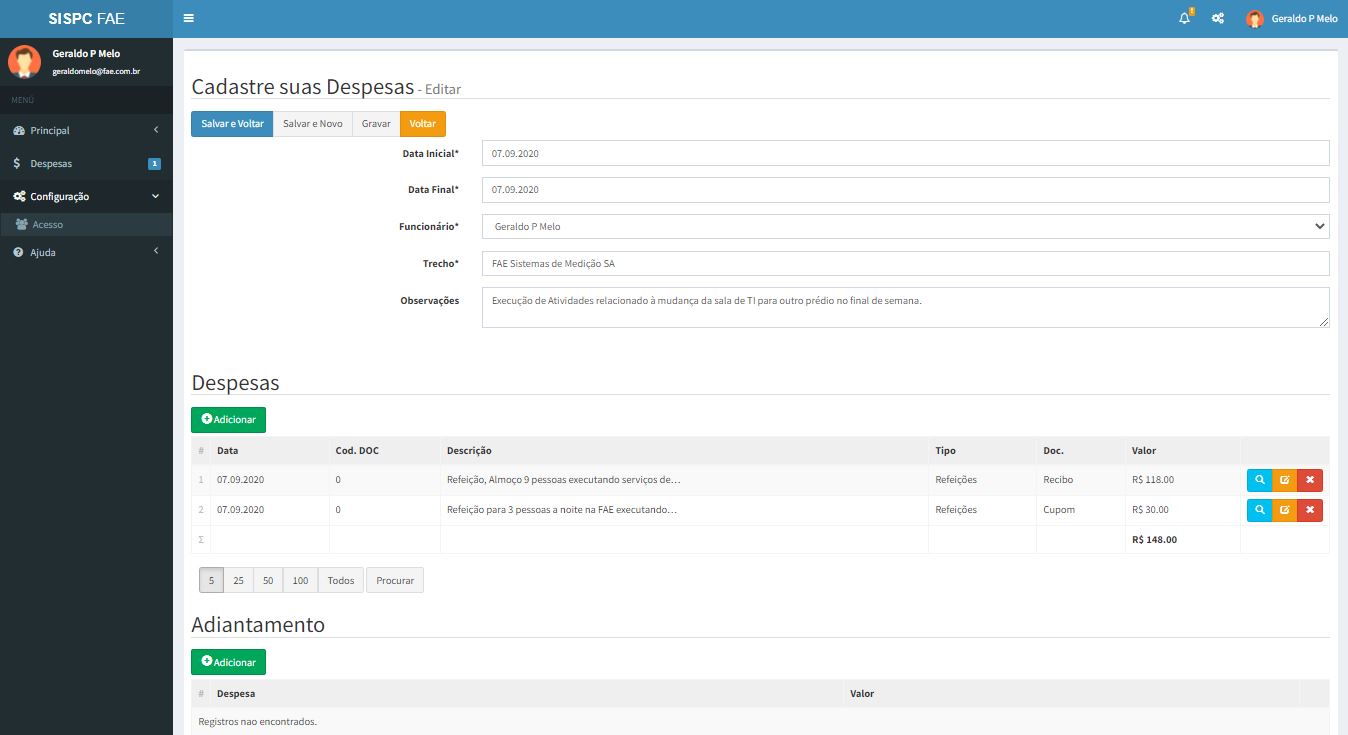 SISPC FAE
Geraldo P Melo
Geraldo P Melo
geraldomelo@fae.com.br
MENÚ
Principal
Despesas 1
Configuração
Acesso
Ajuda
Cadastre suas Despesas - Editar
Salvar e Voltar Salvar e Novo Gravar Voltar
Data Inicial* 07.09.2020
Data Final* 07.09.2020
Funcionário* Geraldo P Melo
Trecho* FAE Sistemas de Medição SA
Observações Execução de Atividades relacionado à mudança da sala de TI para outro prédio no final de semana.
Despesas
Adicionar
# Data Cod. DOC Descrição Tipo Doc. Valor
1 07.09.2020 0 Refeição, Almoço 9 pessoas executando serviços de... Refeições Recibo R$ 118.00
2 07.09.2020 0 Refeição para 3 pessoas a noite na FAE executando... Refeições Cupom R$ 30.00
Σ R$ 148.00
5 25 50 100 Todos Procurar
Adiantamento
Adicionar
# Despesa Valor
Registros nao encontrados.